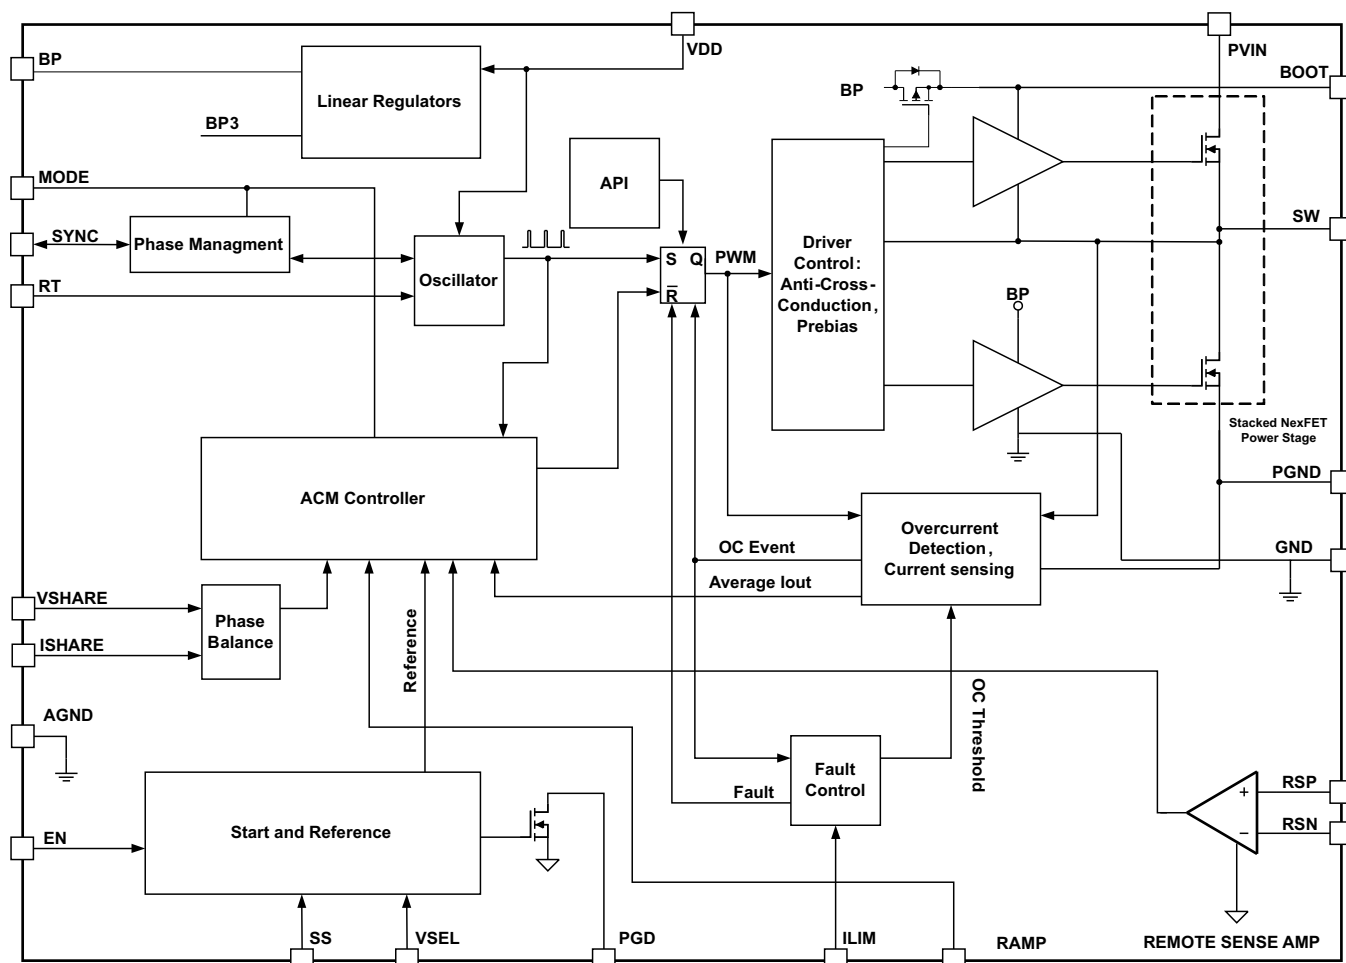 VDD
PVIN
BP
BOOT
Linear Regulators
BP
BP3
API
MODE
SW
SYNC
Phase Managment
S Q
PWM
Driver
Control:
Anti-Cross-
Conduction,
Prebias
Oscillator
RT
R
BP
Stacked NexFET
Power Stage
PGND
ACM Controller
Overcurrent
Detection,
Current sensing
OC Event
GND
Average Iout
VSHARE
Phase
Balance
ISHARE
Reference
OC Threshold
AGND
Fault
Control
Fault
+
RSP
−
RSN
Start and Reference
EN
SS
VSEL
PGD
ILIM
RAMP
REMOTE SENSE AMP